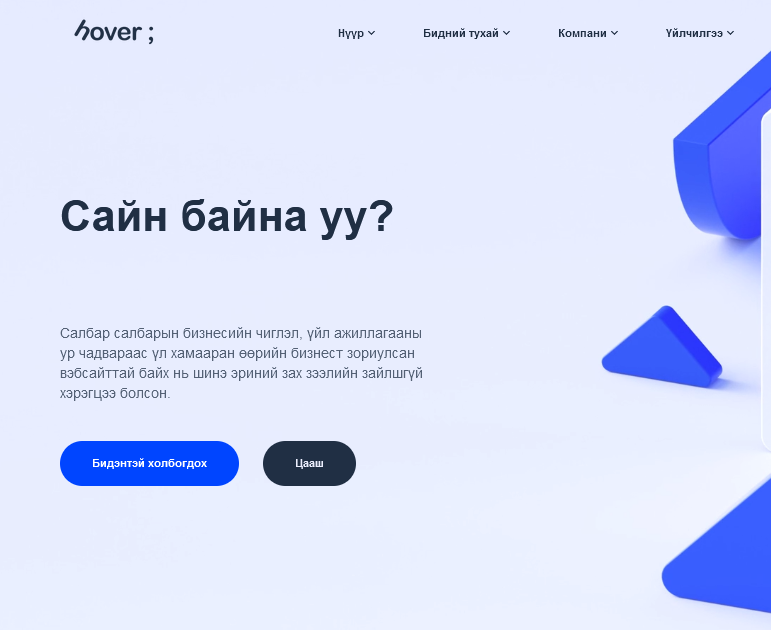 hover ;
Нүүр
Бидний тухай
Компани
Үйлчилгээ
Сайн байна уу?
Салбар салбарын бизнесийн чиглэл, үйл ажиллагааны
ур чадвараас үл хамааран өөрийн бизнест зориулсан
вэбсайттай байх нь шинэ эриний зах зээлийн зайлшгүй
хэрэгцээ болсон.
Бидэнтэй холбогдох
Цааш